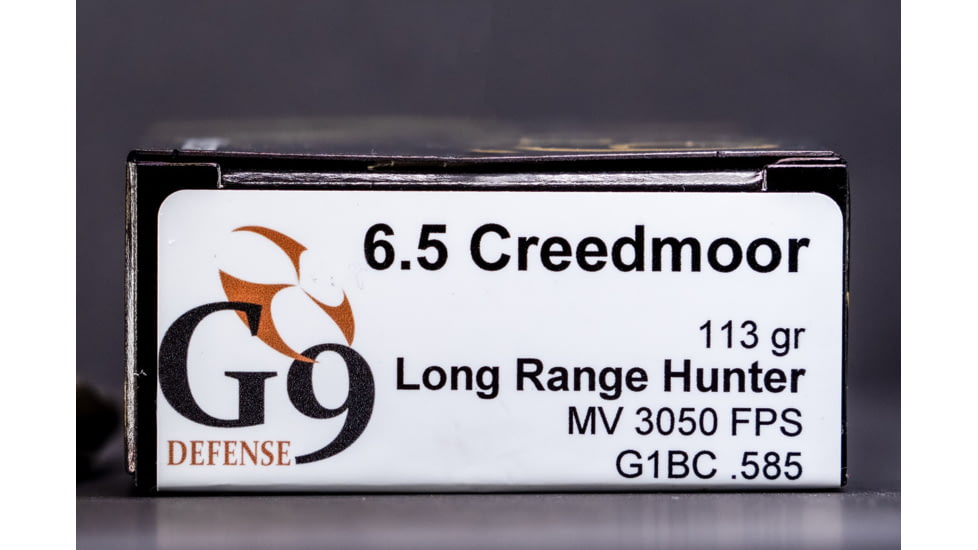 6.5 Creedmoor
113 gr
Long Range Hunter
MV 3050 FPS
G1BC .585
G9
DEFENSE